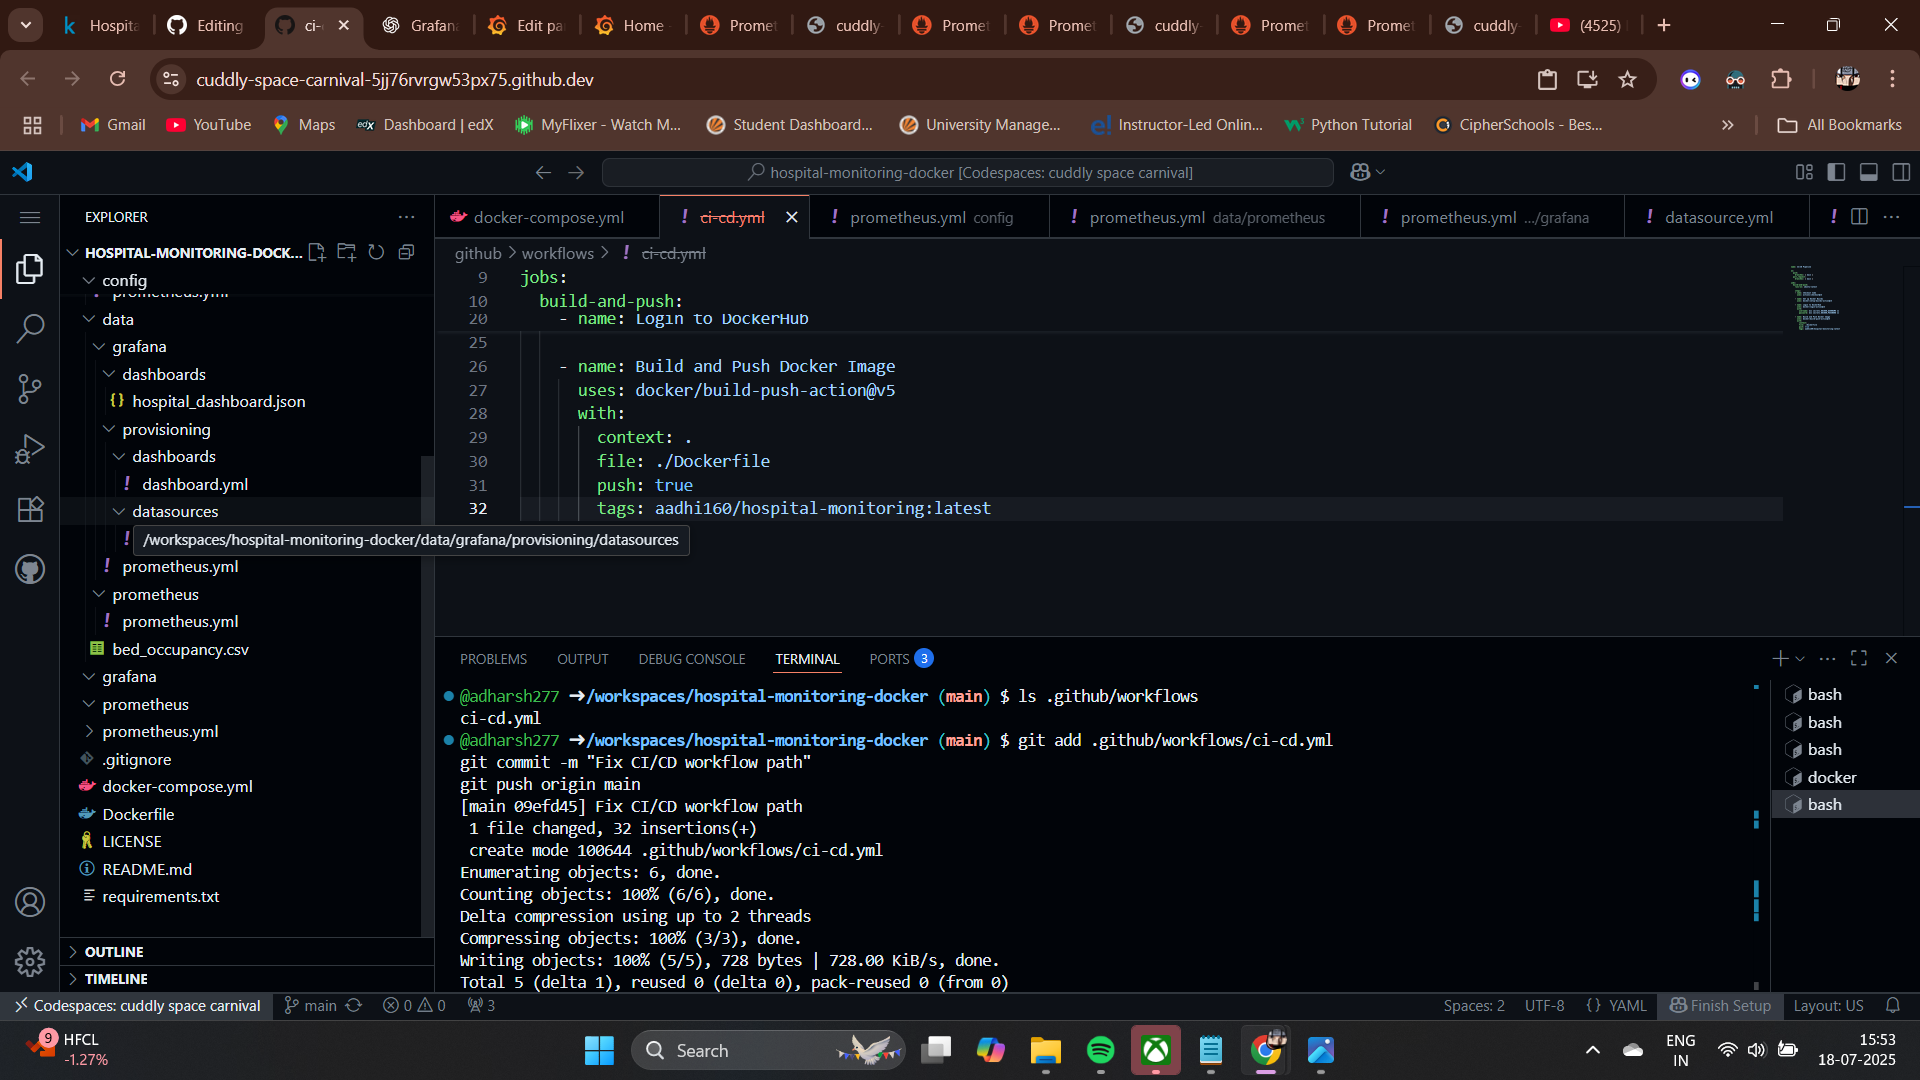 Hospita
Editing
ci-
Grafan
Edit pa
Home
Promet
cuddly
Promet
Promet
cuddly-
Promet
Promet
cuddly
(4525)
cuddly-space-carnival-5jj76rvrgw53px75.github.dev
Gmail
YouTube
Maps
edX
Dashboard | edX
MyFlixer - Watch M...
Student Dashboard...
University Manage...
Instructor-Led Onlin...
Python Tutorial
CipherSchools - Bes...
All Bookmarks
hospital-monitoring-docker [Codespaces: cuddly space carnival]
EXPLORER
docker-compose.yml
ci-cd.yml
prometheus.yml config
prometheus.yml data/prometheus
prometheus.yml .../grafana
datasource.yml
HOSPITAL-MONITORING-DOCK...
config
prometheus.yml
data
grafana
dashboards
hospital_dashboard.json
provisioning
dashboards
dashboard.yml
datasources
/workspaces/hospital-monitoring-docker/data/grafana/provisioning/datasources
prometheus.yml
prometheus
prometheus.yml
bed_occupancy.csv
grafana
prometheus
prometheus.yml
.gitignore
docker-compose.yml
Dockerfile
LICENSE
README.md
requirements.txt
OUTLINE
TIMELINE
github > workflows > ! ci-cd.yml
9 jobs:
10 build-and-push:
20 - name: Login to DockerHub
25
26 - name: Build and Push Docker Image
27 uses: docker/build-push-action@v5
28 with:
29 context: .
30 file: ./Dockerfile
31 push: true
32 tags: aadhi160/hospital-monitoring:latest
PROBLEMS
OUTPUT
DEBUG CONSOLE
TERMINAL
PORTS 3
@adharsh277 ➜/workspaces/hospital-monitoring-docker (main) $ ls .github/workflows
ci-cd.yml
@adharsh277 ➜/workspaces/hospital-monitoring-docker (main) $ git add .github/workflows/ci-cd.yml
git commit -m "Fix CI/CD workflow path"
git push origin main
[main 09efd45] Fix CI/CD workflow path
1 file changed, 32 insertions(+)
create mode 100644 .github/workflows/ci-cd.yml
Enumerating objects: 6, done.
Counting objects: 100% (6/6), done.
Delta compression using up to 2 threads
Compressing objects: 100% (3/3), done.
Writing objects: 100% (5/5), 728 bytes | 728.00 KiB/s, done.
Total 5 (delta 1), reused 0 (delta 0), pack-reused 0 (from 0)
bash
bash
bash
docker
bash
Codespaces: cuddly space carnival
main
0
0
3
Spaces: 2
UTF-8
{ } YAML
Finish Setup
Layout: US
9
HFCL
-1.27%
Search
ENG
IN
15:53
18-07-2025